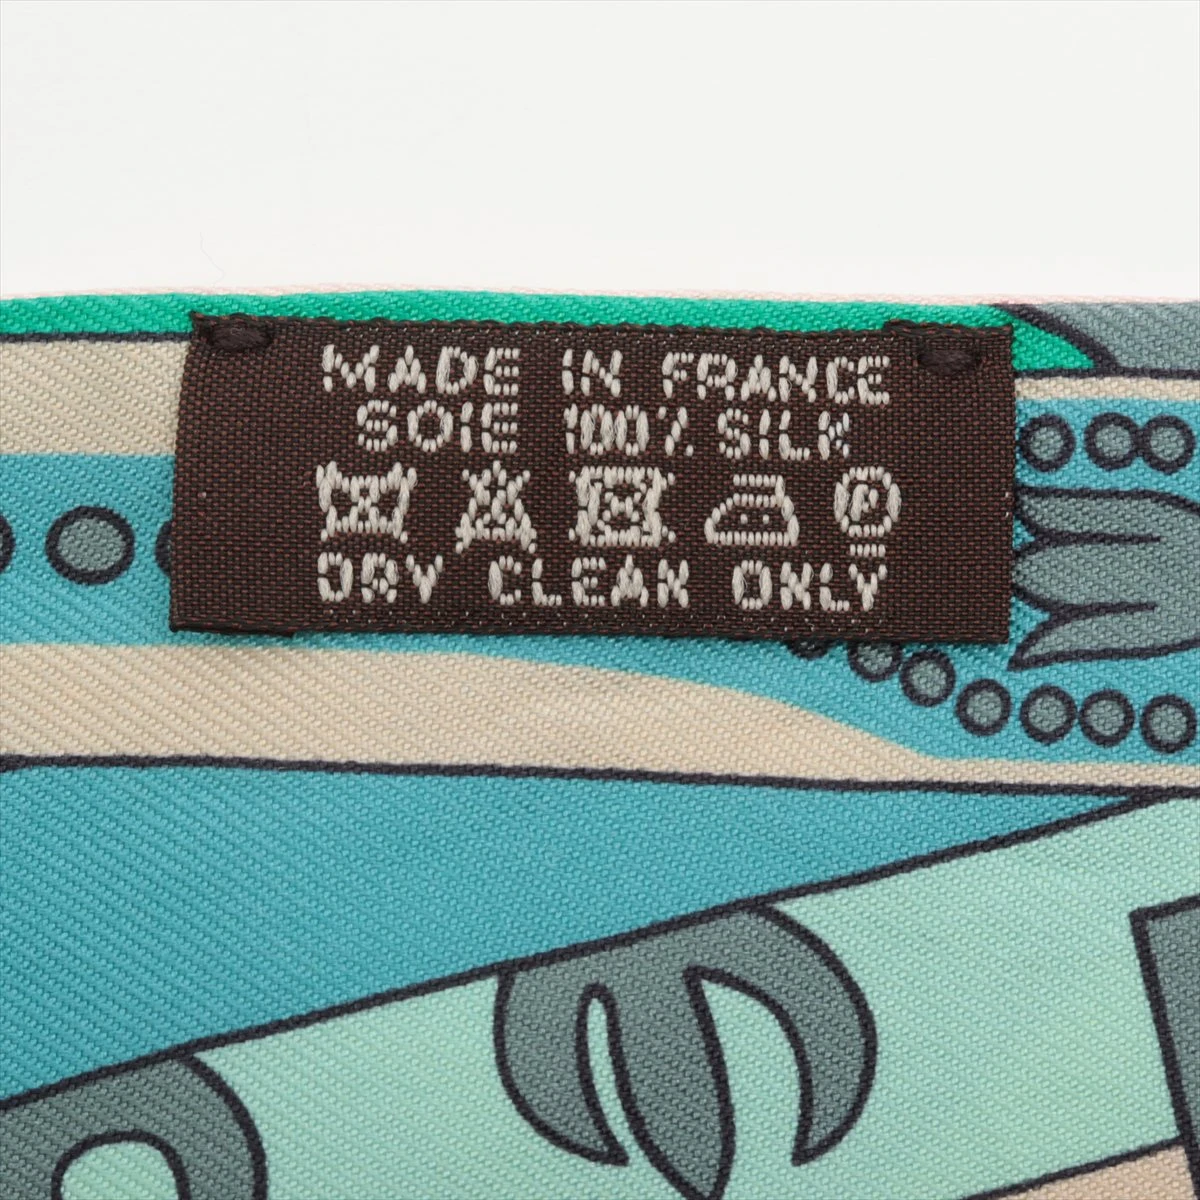 MADE IN FRANCE
SOIE 100% SILK
P
DRY CLEAN ONLY